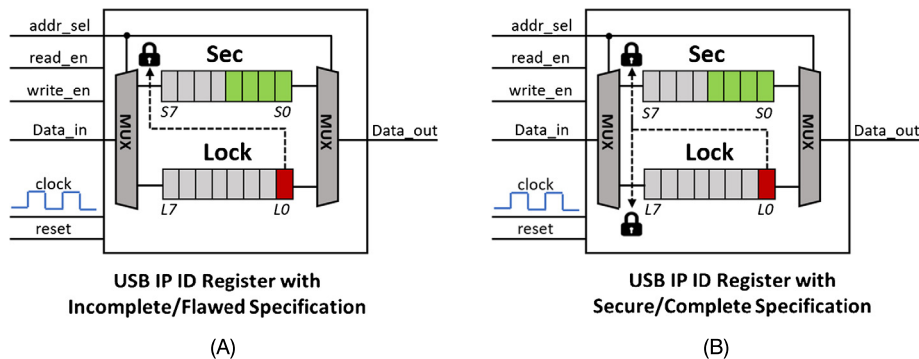 addr_sel
read_en
write_en
Data_in
clock
reset
MUX
Sec
S7
S0
Lock
L7
L0
MUX
Data_out
USB IP ID Register with
Incomplete/Flawed Specification
(A)
addr_sel
read_en
write_en
Data_in
clock
reset
MUX
Sec
S7
S0
Lock
L7
L0
MUX
Data_out
USB IP ID Register with
Secure/Complete Specification
(B)